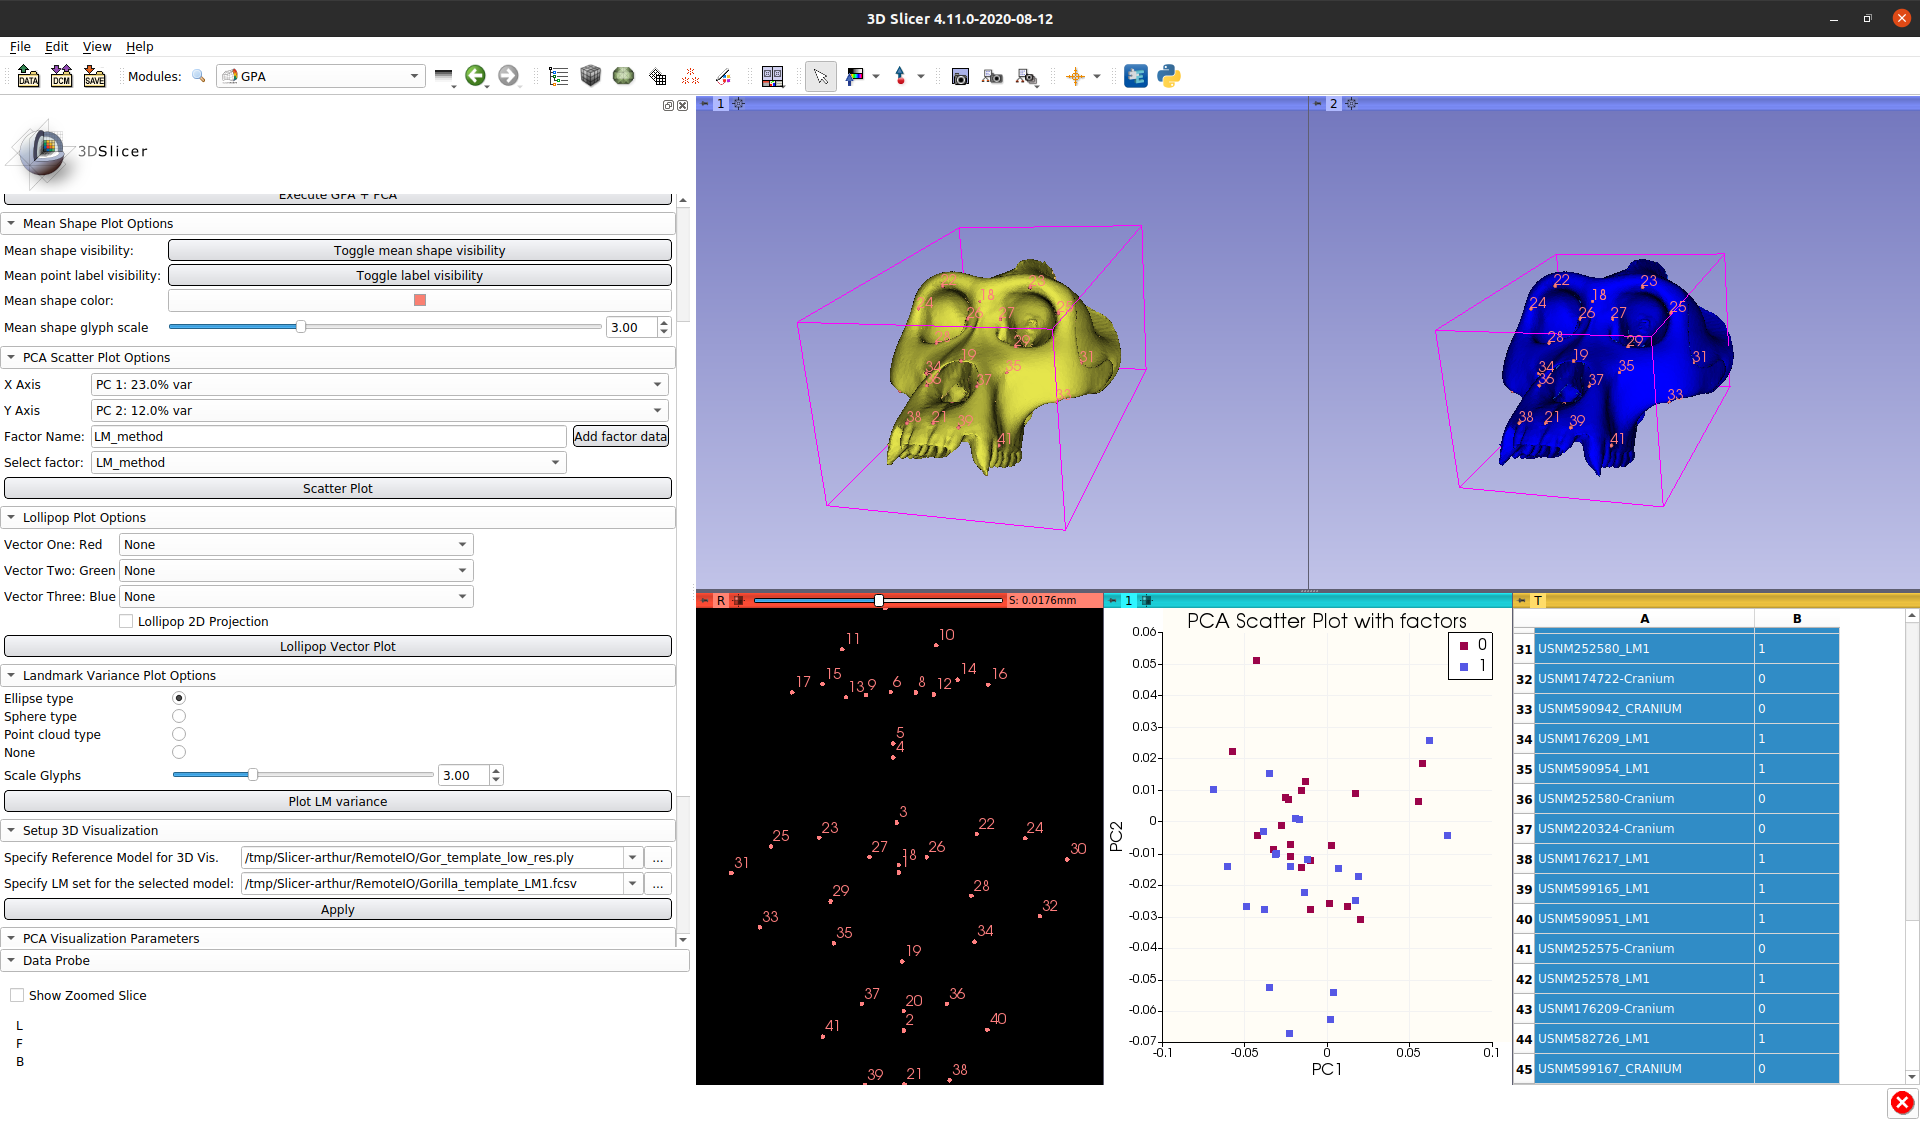 3D Slicer 4.11.0-2020-08-12
File Edit View Help
DATA DCM SAVE Modules: GPA
3DSlicer
Execute GPA + PCA
Mean Shape Plot Options
Mean shape visibility: Toggle mean shape visibility
Mean point label visibility: Toggle label visibility
Mean shape color:
Mean shape glyph scale 3.00
PCA Scatter Plot Options
X Axis PC 1: 23.0% var
Y Axis PC 2: 12.0% var
Factor Name: LM_method Add factor data
Select factor: LM_method
Scatter Plot
Lollipop Plot Options
Vector One: Red None
Vector Two: Green None
Vector Three: Blue None
Lollipop 2D Projection
Lollipop Vector Plot
Landmark Variance Plot Options
Ellipse type
Sphere type
Point cloud type
None
Scale Glyphs 3.00
Plot LM variance
Setup 3D Visualization
Specify Reference Model for 3D Vis. /tmp/Slicer-arthur/RemoteIO/Gor_template_low_res.ply ...
Specify LM set for the selected model: /tmp/Slicer-arthur/RemoteIO/Gorilla_template_LM1.fcsv ...
Apply
PCA Visualization Parameters
Data Probe
Show Zoomed Slice
L
F
B
1
18
24
26 27
29
19
31
34 35
37
38 21
41
2
22 23
18
24 25
26 27
28 29
19 31
34 35
36 37
33
38 21 39
41
R S: 0.0176mm
11 10
17 15 13 9 6 8 12 14 16
5
4
3
25 23 22 24
31 27 18 26 30
1
29 28
33 32
35 34
19
37 20 36
41 2 40
39 21 38
1
PCA Scatter Plot with factors
0
1
0.06
0.05
0.04
0.03
0.02
0.01
0
-0.01
-0.02
-0.03
-0.04
-0.05
-0.06
-0.07
PC2
-0.1 -0.05 0 0.05 0.1
PC1
T
A B
31 USNM252580_LM1 1
32 USNM174722-Cranium 0
33 USNM590942_CRANIUM 0
34 USNM176209_LM1 1
35 USNM590954_LM1 1
36 USNM252580-Cranium 0
37 USNM220324-Cranium 0
38 USNM176217_LM1 1
39 USNM599165_LM1 1
40 USNM590951_LM1 1
41 USNM252575-Cranium 0
42 USNM252578_LM1 1
43 USNM176209-Cranium 0
44 USNM582726_LM1 1
45 USNM599167_CRANIUM 0